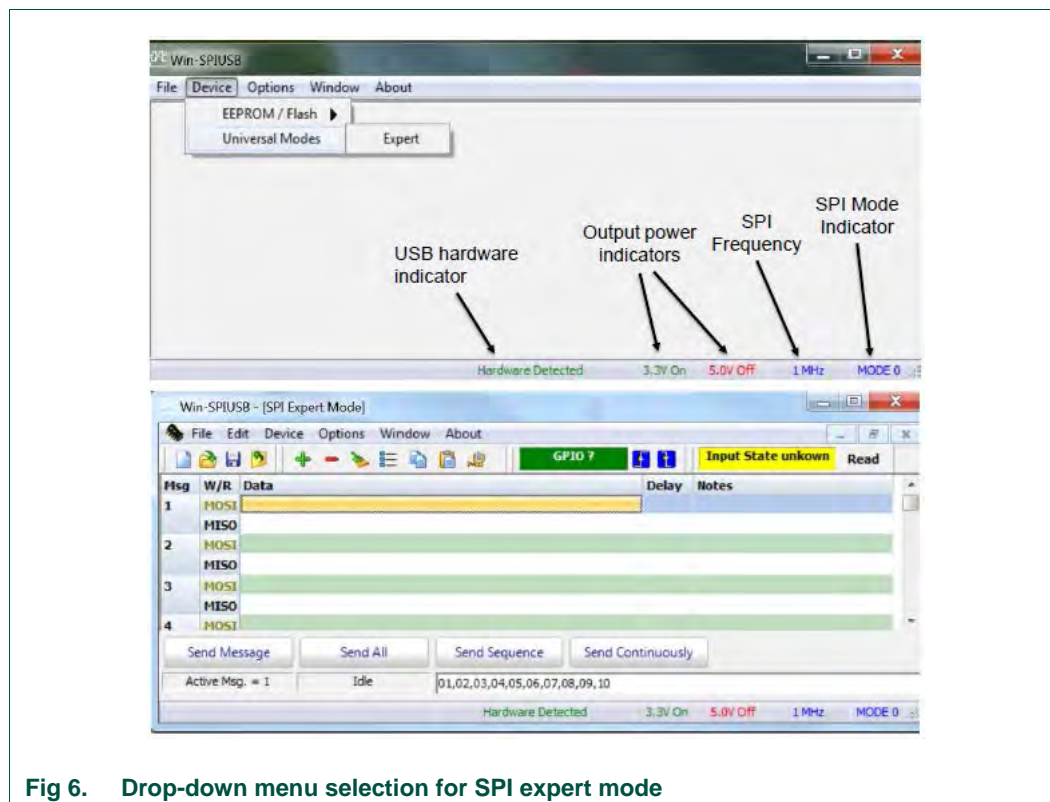 Win-SPIUSB
File Device Options Window About
EEPROM / Flash
Universal Modes Expert
USB hardware
indicator
Output power
indicators
SPI
Frequency
SPI Mode
Indicator
Hardware Detected 3.3V On 5.0V Off 1 MHz MODE 0
Win-SPIUSB - [SPI Expert Mode]
File Edit Device Options Window About
GPIO ? Input State unkown Read
Msg W/R Data Delay Notes
1 MOSI
MISO
2 MOSI
MISO
3 MOSI
MISO
4 MOSI
Send Message Send All Send Sequence Send Continuously
Active Msg. = 1 Idle 01,02,03,04,05,06,07,08,09,10
Hardware Detected 3.3V On 5.0V Off 1 MHz MODE 0
Fig 6. Drop-down menu selection for SPI expert mode